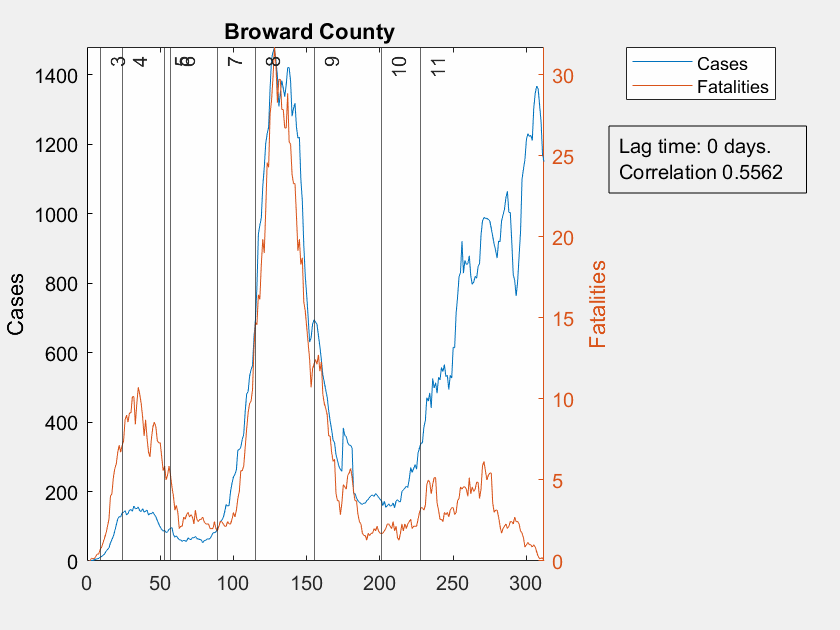 Broward County
3 4 5 6 7 8 9 10 11
Cases
1400
1200
1000
800
600
400
200
0
0 50 100 150 200 250 300
30
25
20
15
10
5
0
Fatalities
Cases
Fatalities
Lag time: 0 days.
Correlation 0.5562